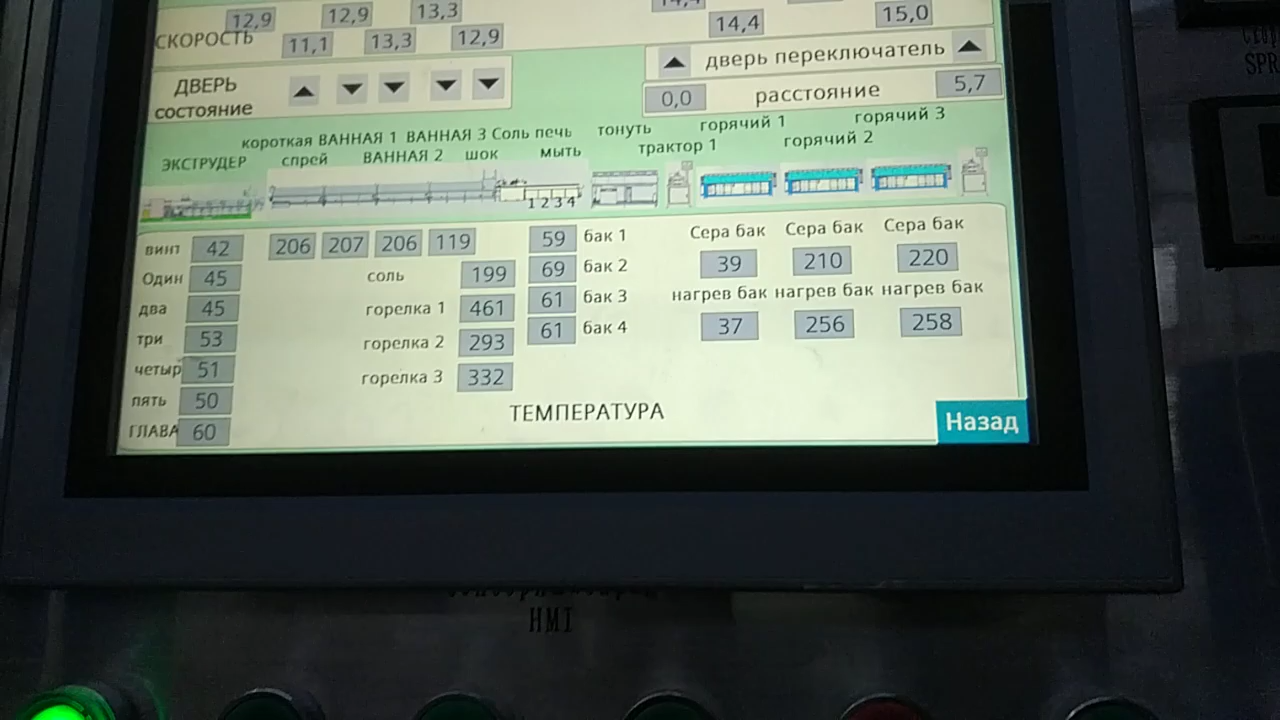 12,9 12,9 13,3
14,4 15,0
СКОРОСТЬ 11,1 13,3 12,9
дверь переключатель
ДВЕРЬ
состояние
0,0 расстояние 5,7
короткая ВАННАЯ 1 ВАННАЯ 3 Соль печь тонуть горячий 1 горячий 3
ЭКСТРУДЕР спрей ВАННАЯ 2 шок мыть трактор 1 горячий 2
1 2 3 4
винт 42 206 207 206 119 59 бак 1 Сера бак Сера бак Сера бак
Один 45 соль 199 69 бак 2 39 210 220
два 45 горелка 1 461 61 бак 3 нагрев бак нагрев бак нагрев бак
три 53 горелка 2 293 61 бак 4 37 256 258
четыр 51 горелка 3 332
пять 50 ТЕМПЕРАТУРА
ГЛАВА 60 Назад
HMI